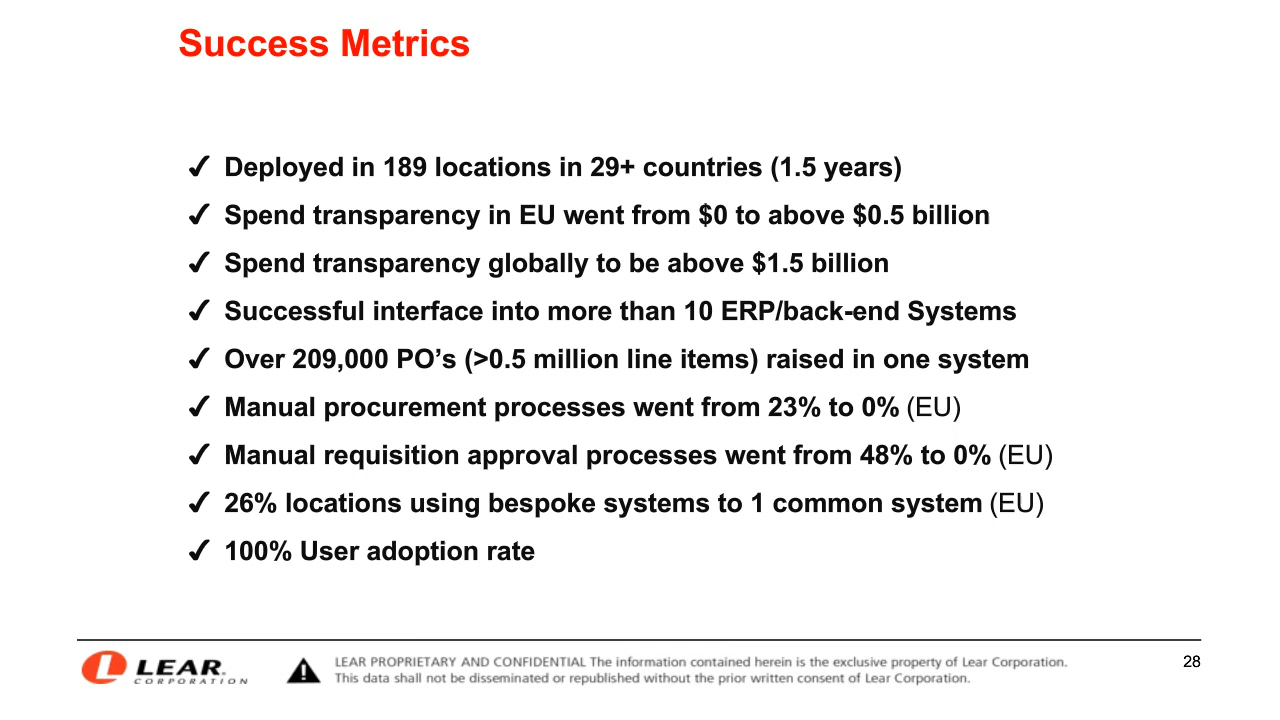 Success Metrics
✔ Deployed in 189 locations in 29+ countries (1.5 years)
✔ Spend transparency in EU went from $0 to above $0.5 billion
✔ Spend transparency globally to be above $1.5 billion
✔ Successful interface into more than 10 ERP/back-end Systems
✔ Over 209,000 PO’s (>0.5 million line items) raised in one system
✔ Manual procurement processes went from 23% to 0% (EU)
✔ Manual requisition approval processes went from 48% to 0% (EU)
✔ 26% locations using bespoke systems to 1 common system (EU)
✔ 100% User adoption rate
LEAR.
CORPORATION
LEAR PROPRIETARY AND CONFIDENTIAL The information contained herein is the exclusive property of Lear Corporation.
This data shall not be disseminated or republished without the prior written consent of Lear Corporation.
28